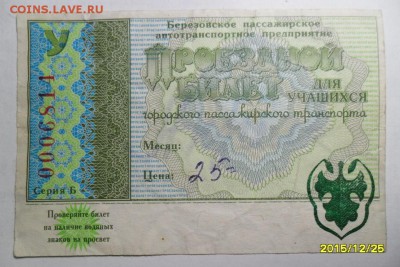 COINS.LAVE.RU
Березовское пассажирское
автотранспортное предприятие
У
ПРОЕЗДНОЙ
БИЛЕТ
ДЛЯ
УЧАЩИХСЯ
городского пассажирского транспорта
0006811
Месяц:
Цена: 25-
Серия Б
Проверяйте билет
на наличие водяных
знаков на просвет
2015/12/25